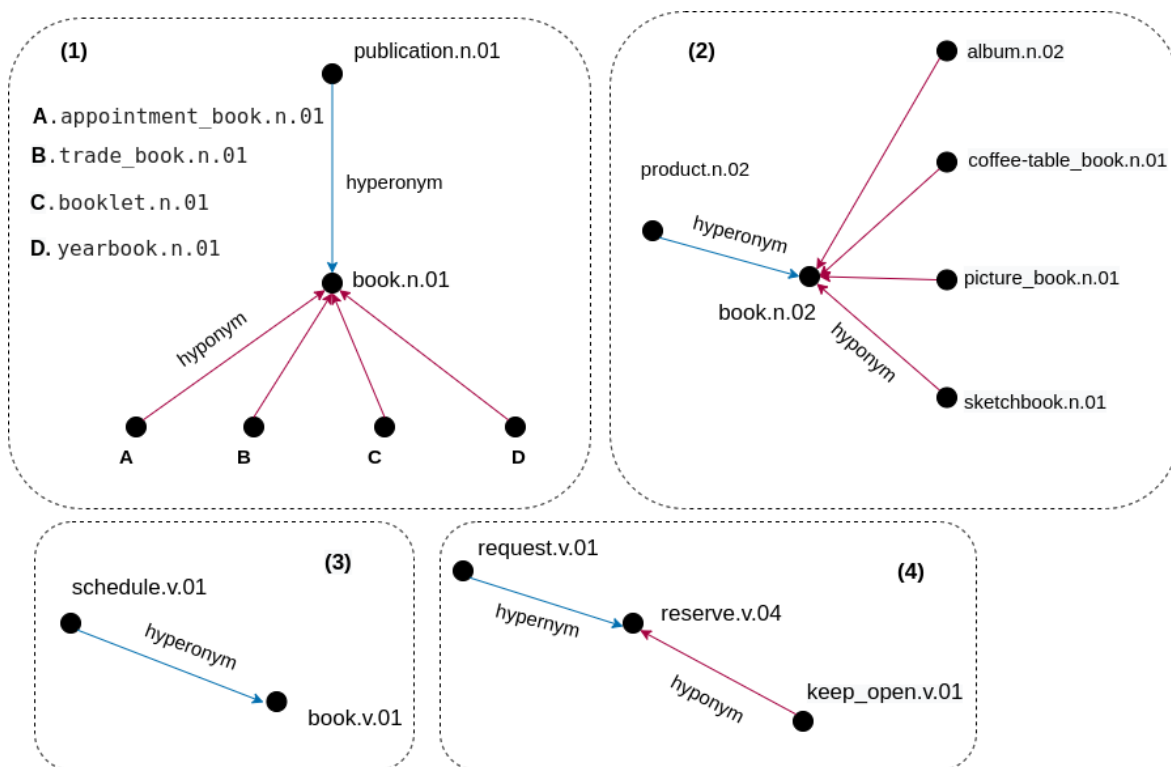 (1)
publication.n.01
A.appointment_book.n.01
B.trade_book.n.01
C.booklet.n.01
D. yearbook.n.01
hyperonym
book.n.01
hyponym
A
B
C
D
(2)
album.n.02
coffee-table_book.n.01
product.n.02
hyperonym
picture_book.n.01
book.n.02
hyponym
sketchbook.n.01
(3)
schedule.v.01
hyperonym
book.v.01
request.v.01
(4)
hypernym
reserve.v.04
hyponym
keep_open.v.01